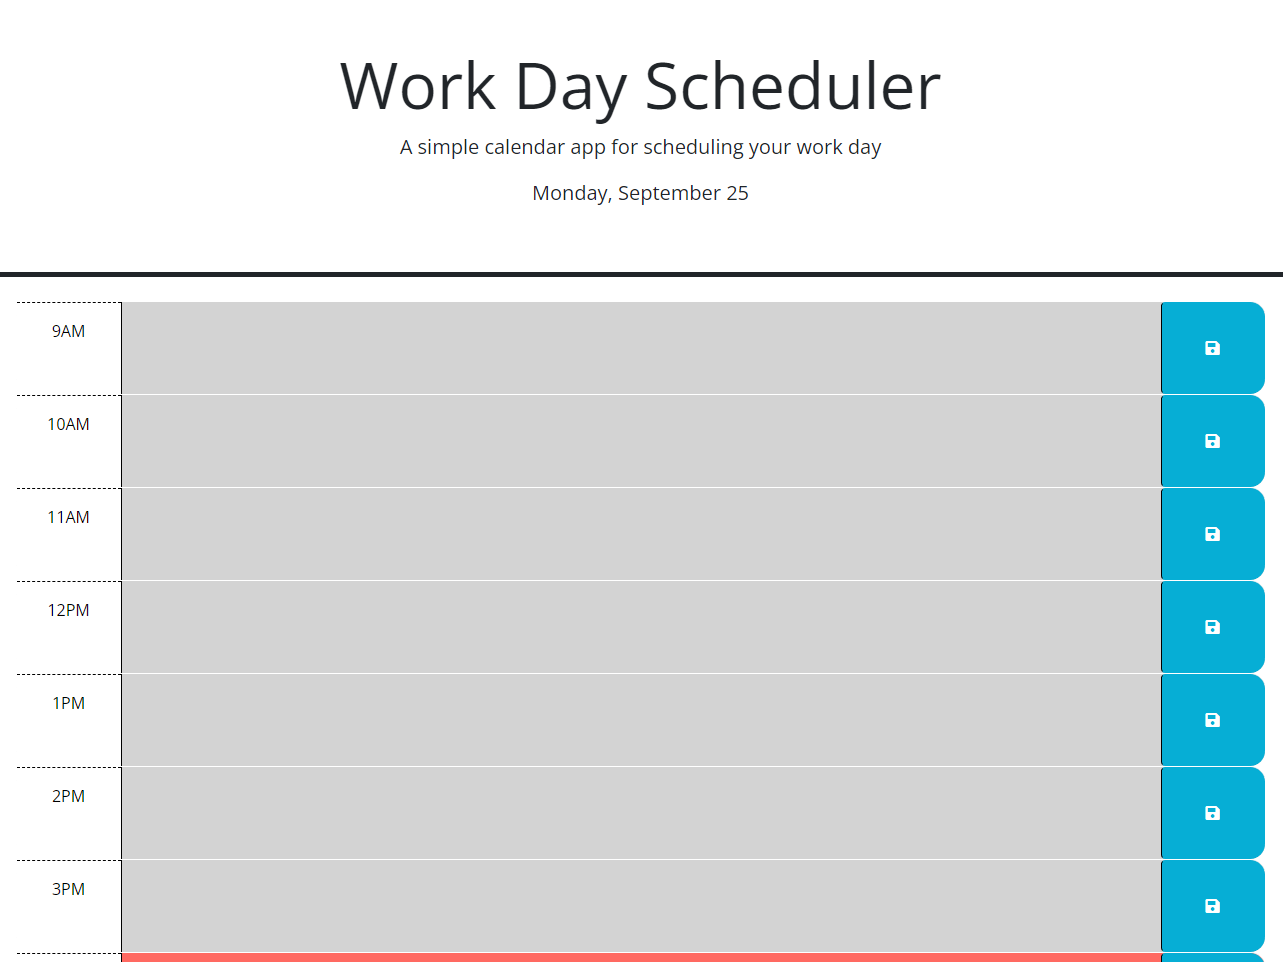 Work Day Scheduler
A simple calendar app for scheduling your work day
Monday, September 25
9AM
10AM
11AM
12PM
1PM
2PM
3PM